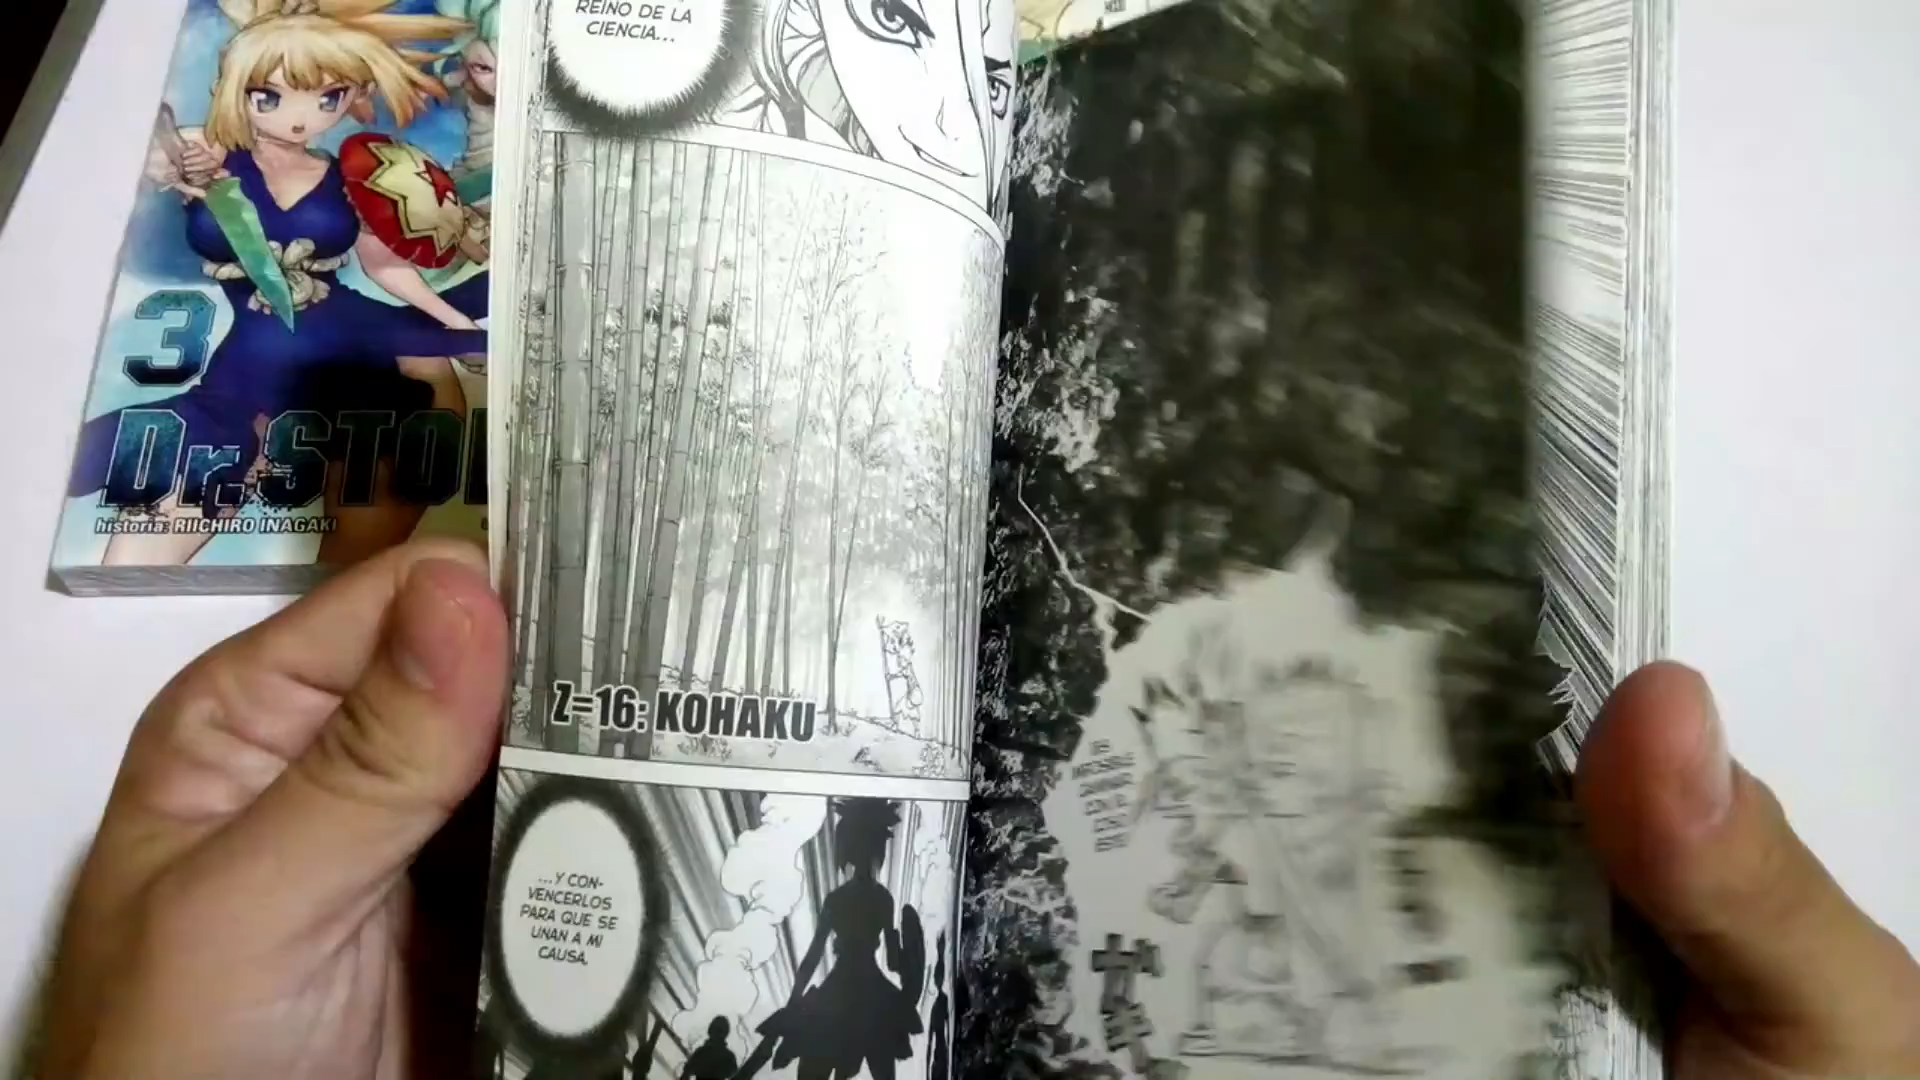 REINO DE LA
CIENCIA...
3
Dr.STO
historia: RIICHIRO INAGAKI
Z=16: KOHAKU
...Y CON-
VENCERLOS
PARA QUE SE
UNAN A MI
CAUSA.